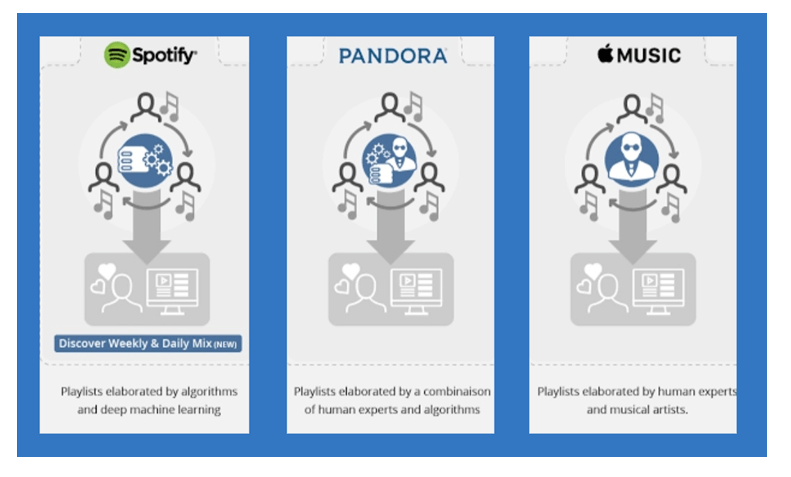 Spotify
PANDORA
MUSIC
Discover Weekly & Daily Mix (NEW)
Playlists elaborated by algorithms
and deep machine learning
Playlists elaborated by a combinaison
of human experts and algorithms
Playlists elaborated by human experts
and musical artists.